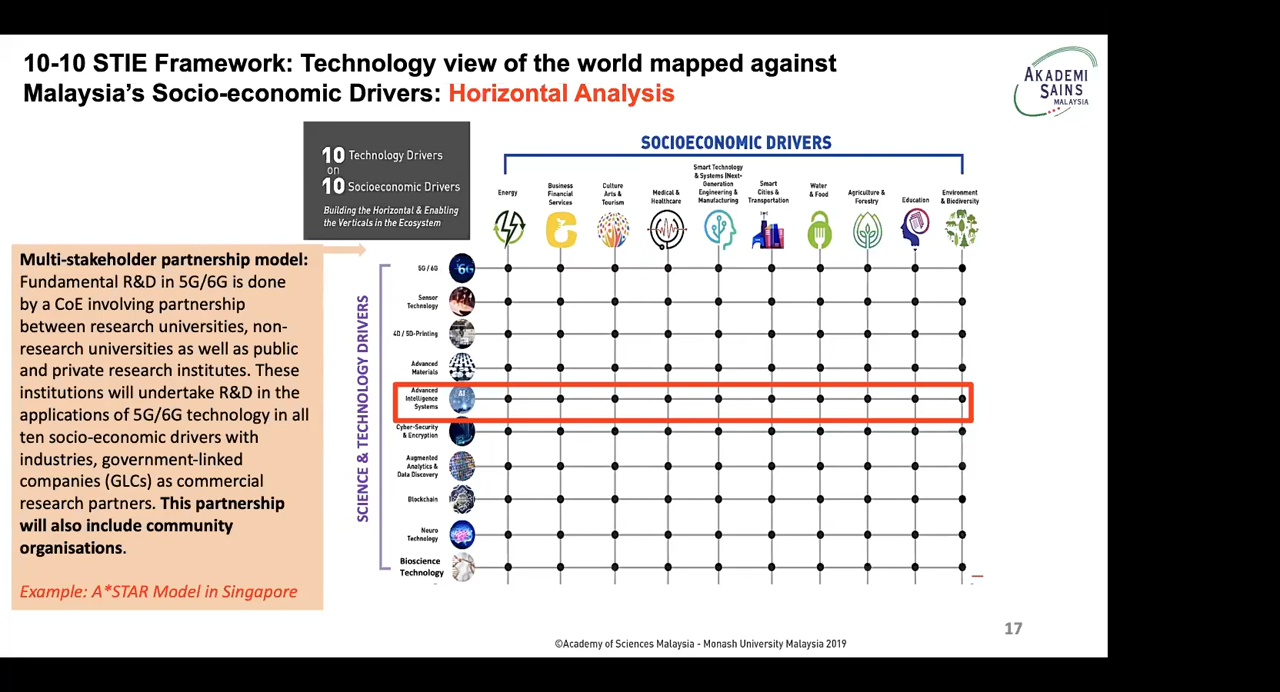 10-10 STIE Framework: Technology view of the world mapped against
Malaysia's Socio-economic Drivers: Horizontal Analysis
AKADEMI
SAINS
MALAYSIA
10 Technology Drivers
on
10 Socioeconomic Drivers
Building the Horizontal & Enabling
the Verticals in the Ecosystem
SOCIOECONOMIC DRIVERS
Energy
Business
Financial
Services
Culture
Arts &
Tourism
Medical &
Healthcare
Smart Technology
& Systems (Next-
Generation
Engineering &
Manufacturing
Smart
Cities &
Transportation
Water
& Food
Agriculture &
Forestry
Education
Environment
& Biodiversity
Multi-stakeholder partnership model:
Fundamental R&D in 5G/6G is done
by a CoE involving partnership
between research universities, non-
research universities as well as public
and private research institutes. These
institutions will undertake R&D in the
applications of 5G/6G technology in all
ten socio-economic drivers with
industries, government-linked
companies (GLCs) as commercial
research partners. This partnership
will also include community
organisations.
Example: A*STAR Model in Singapore
SCIENCE & TECHNOLOGY DRIVERS
5G / 6G
6G
Sensor
Technology
4D / 5D-Printing
Advanced
Materials
Advanced
Intelligence
Systems
AI
Cyber-Security
& Encryption
Augmented
Analytics &
Data Discovery
Blockchain
Neuro
Technology
Bioscience
Technology
17
©Academy of Sciences Malaysia - Monash University Malaysia 2019